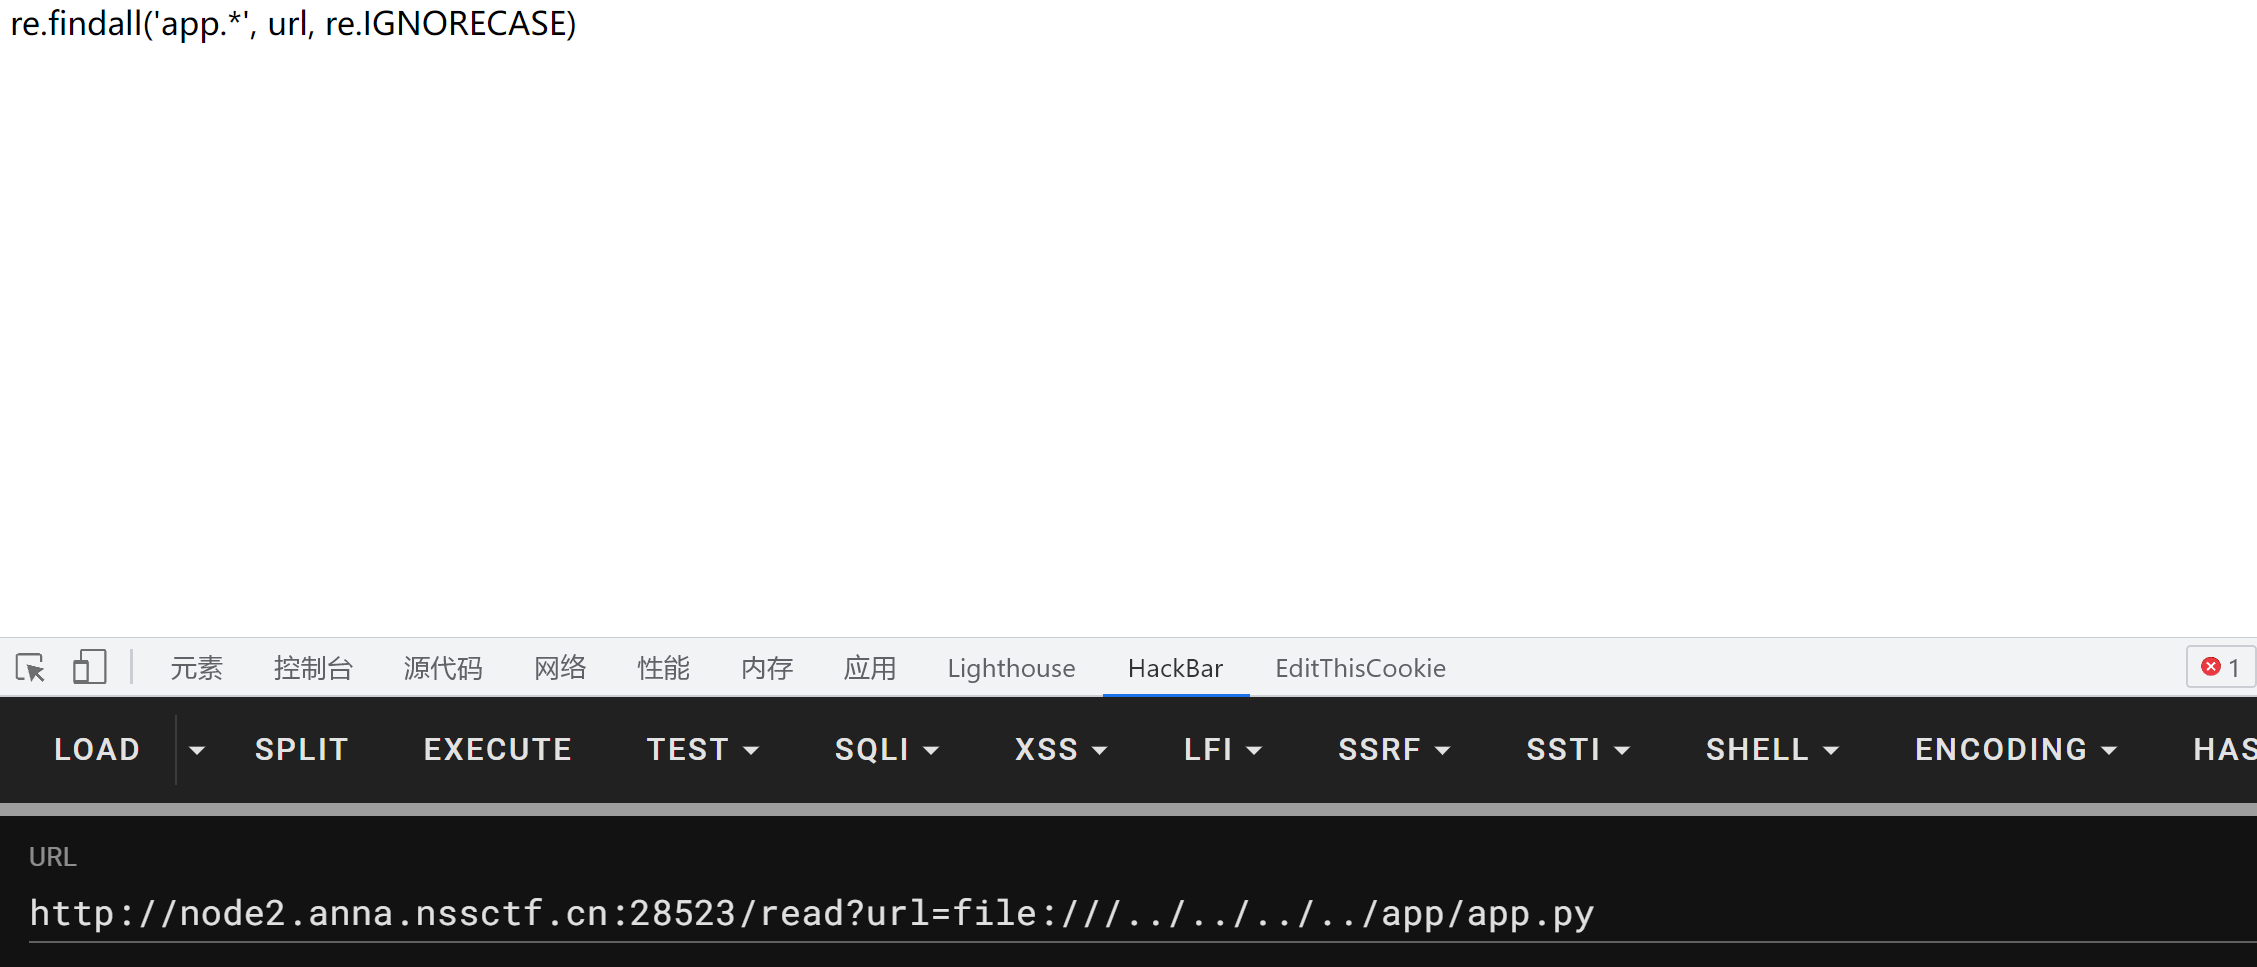 re.findall('app.*', url, re.IGNORECASE)
元素 控制台 源代码 网络 性能 内存 应用 Lighthouse HackBar EditThisCookie 1
LOAD SPLIT EXECUTE TEST SQLI XSS LFI SSRF SSTI SHELL ENCODING HAS
URL
http://node2.anna.nssctf.cn:28523/read?url=file:///../../../../app/app.py